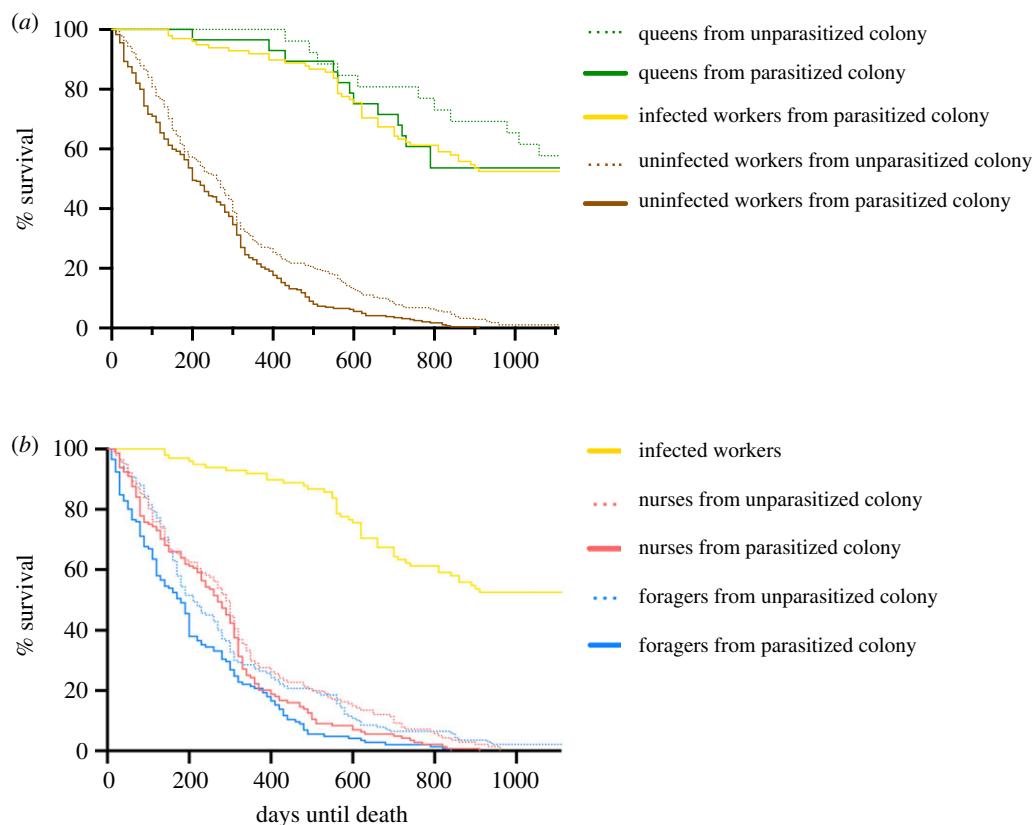 (a)
100
80
60
40
20
0
% survival
0 200 400 600 800 1000
queens from unparasitized colony
queens from parasitized colony
infected workers from parasitized colony
uninfected workers from unparasitized colony
uninfected workers from parasitized colony
(b)
100
80
60
40
20
0
% survival
0 200 400 600 800 1000
days until death
infected workers
nurses from unparasitized colony
nurses from parasitized colony
foragers from unparasitized colony
foragers from parasitized colony